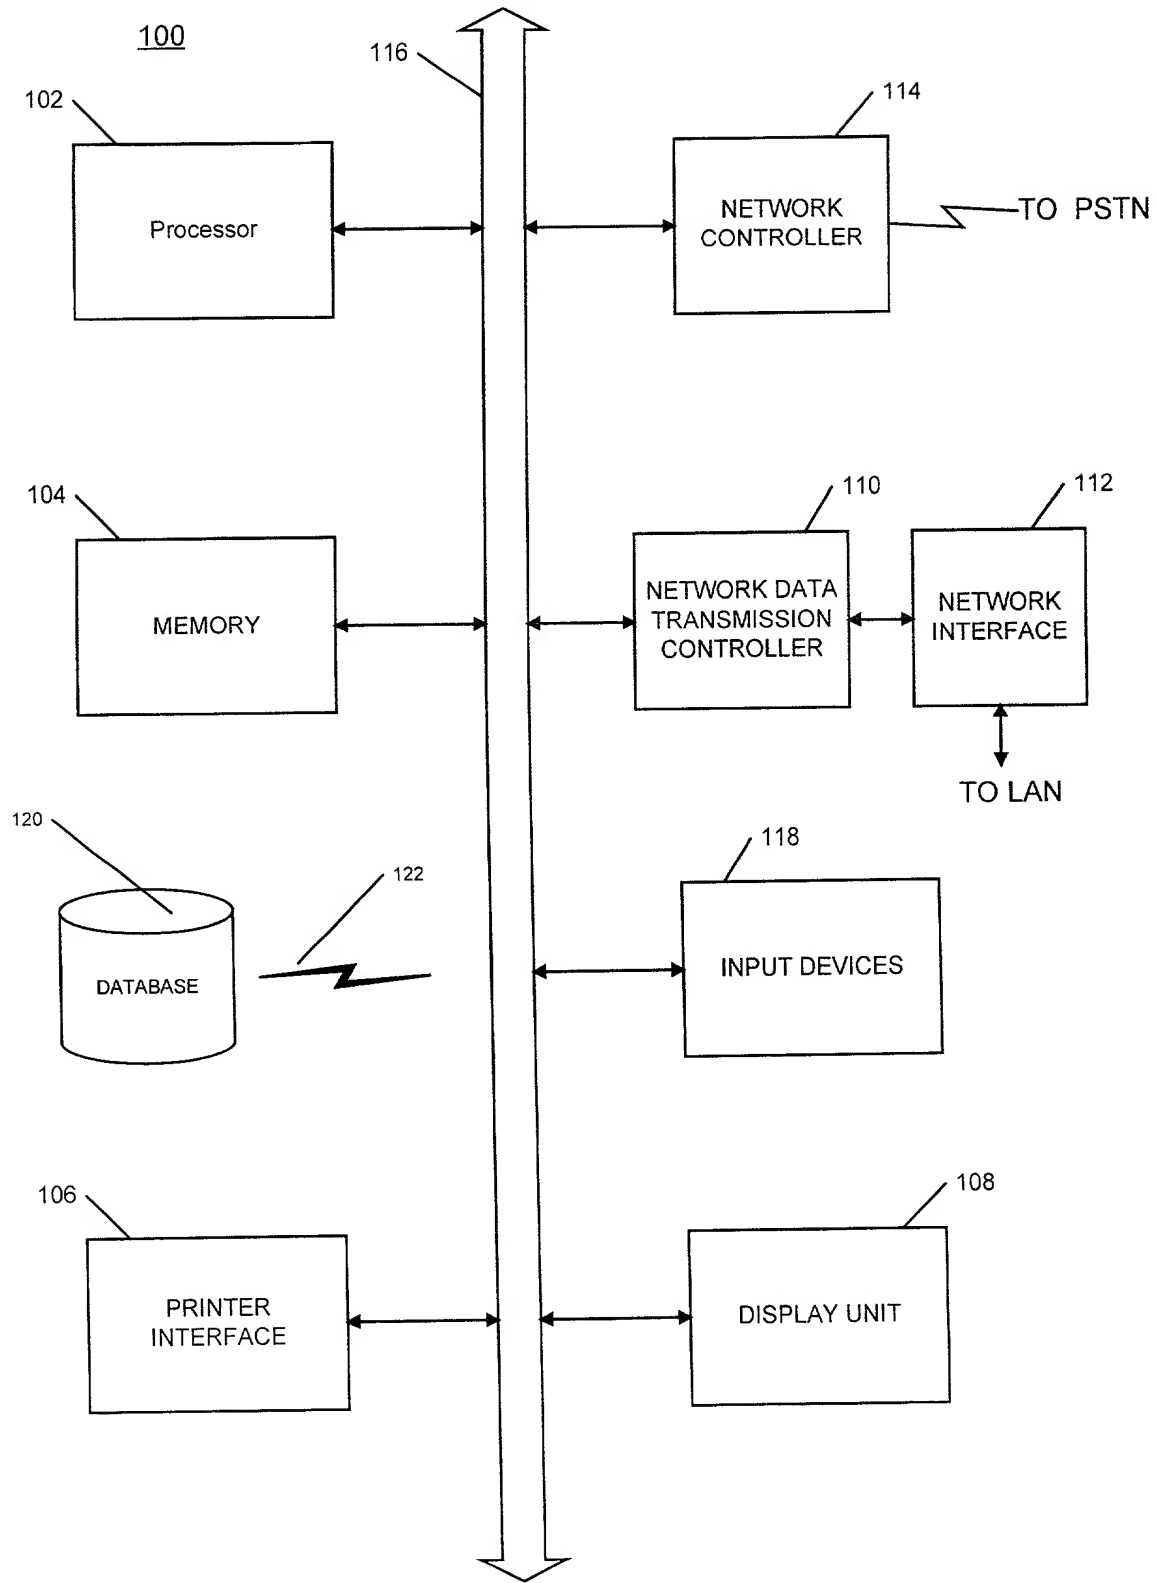 100
116
102
114
Processor
NETWORK
CONTROLLER
TO PSTN
104
110
112
MEMORY
NETWORK DATA
TRANSMISSION
CONTROLLER
NETWORK
INTERFACE
TO LAN
120
122
118
DATABASE
INPUT DEVICES
106
108
PRINTER
INTERFACE
DISPLAY UNIT